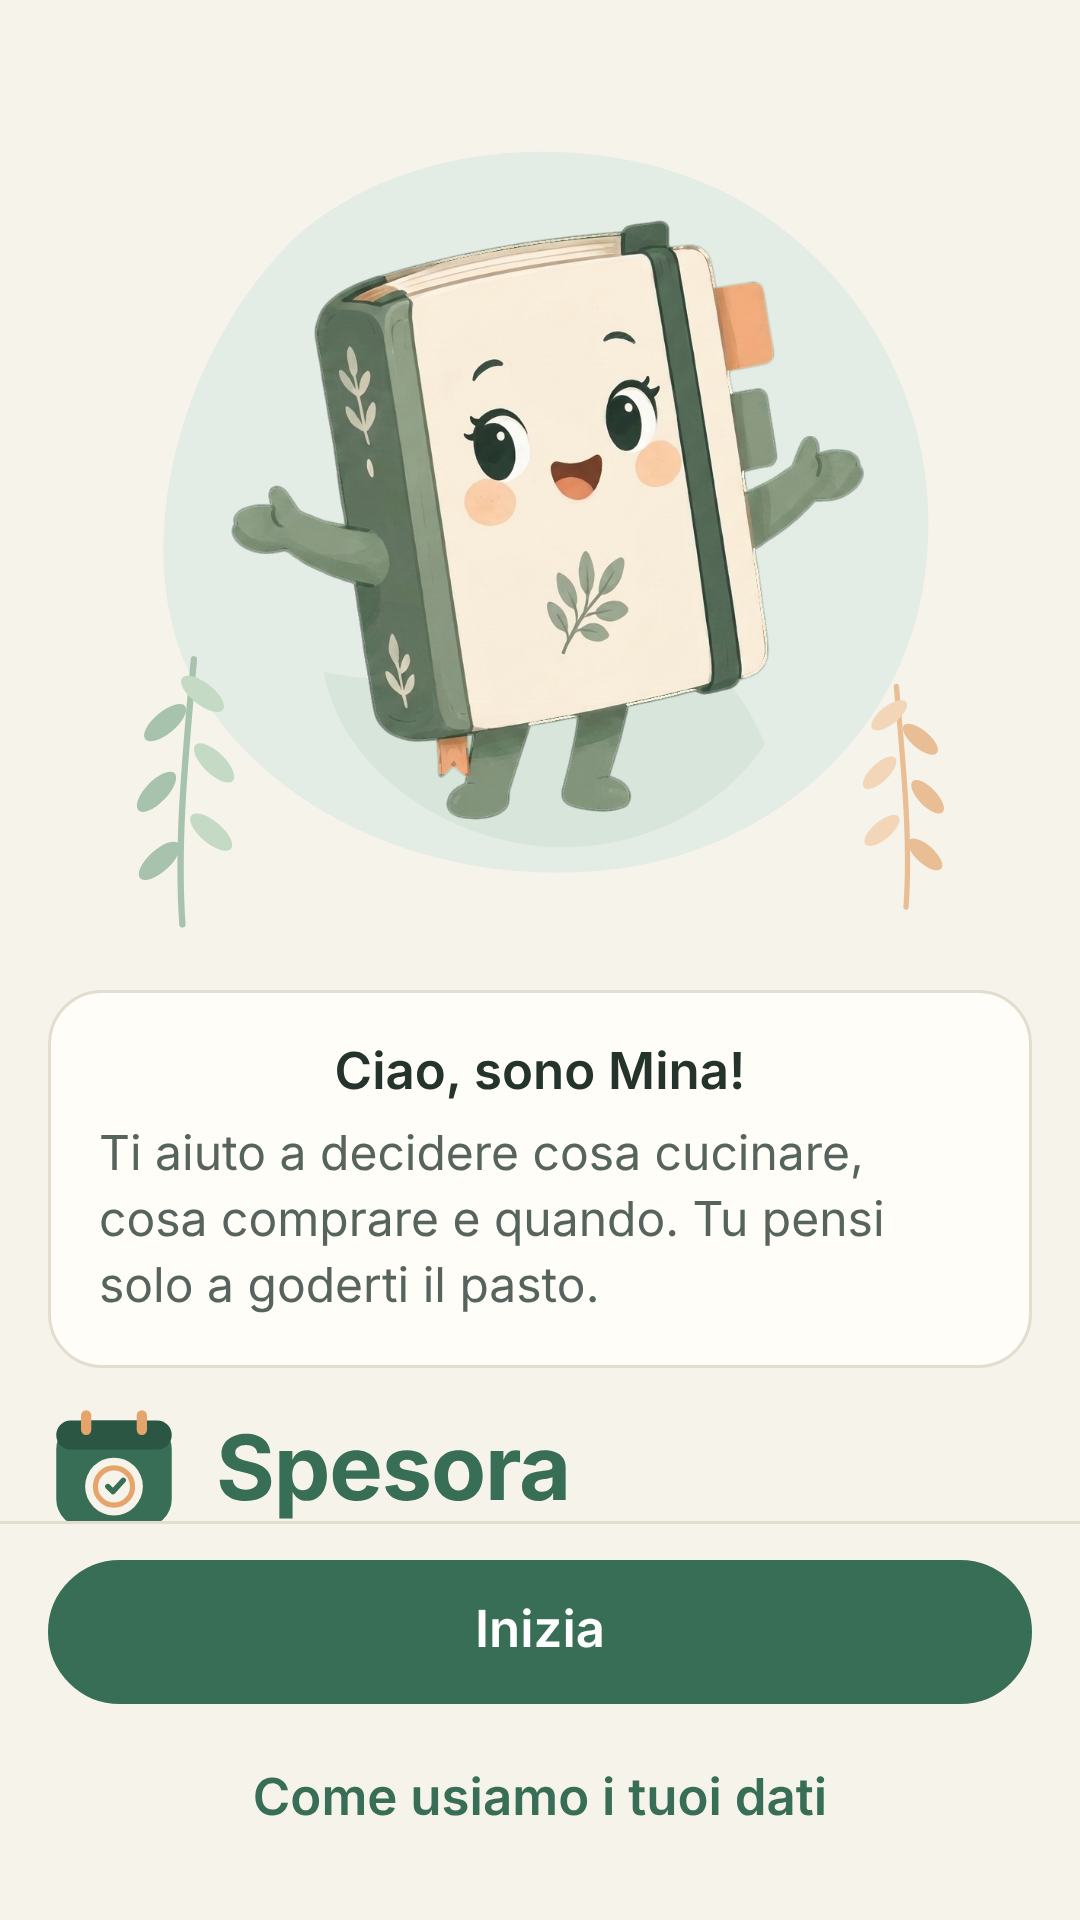 Ciao, sono Mina!
Ti aiuto a decidere cosa cucinare,
cosa comprare e quando. Tu pensi
solo a goderti il pasto.
Spesora
Inizia
Come usiamo i tuoi dati